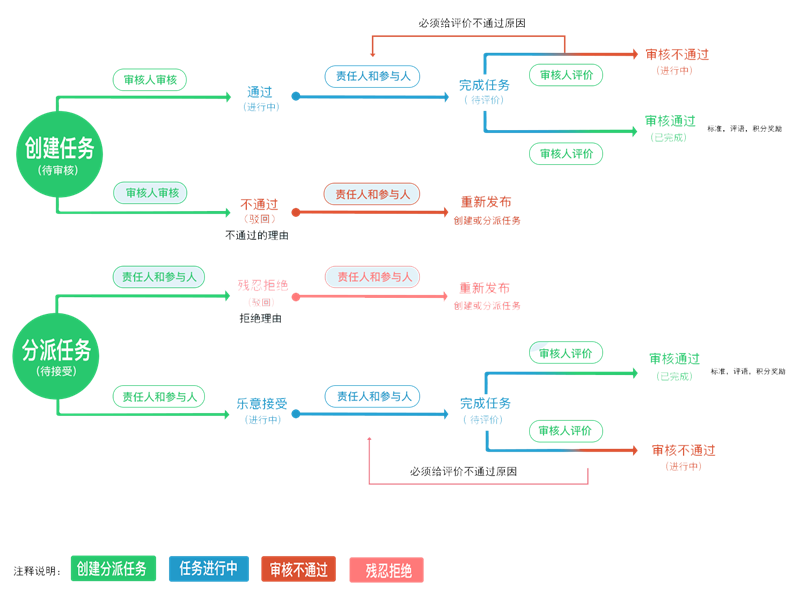 必须给评价不通过原因
审核人审核
通过
(进行中)
责任人和参与人
完成任务
(待评价)
审核人评价
审核不通过
(进行中)
审核通过
(已完成)
标准，评语，积分奖励
审核人评价
创建任务
(待审核)
审核人审核
不通过
(驳回)
不通过的理由
责任人和参与人
重新发布
创建或分派任务
责任人和参与人
残忍拒绝
(驳回)
拒绝理由
责任人和参与人
重新发布
创建或分派任务
分派任务
(待接受)
责任人和参与人
乐意接受
(进行中)
责任人和参与人
完成任务
(待评价)
审核人评价
审核通过
(已完成)
标准，评语，积分奖励
审核人评价
审核不通过
(进行中)
必须给评价不通过原因
注释说明：
创建分派任务
任务进行中
审核不通过
残忍拒绝